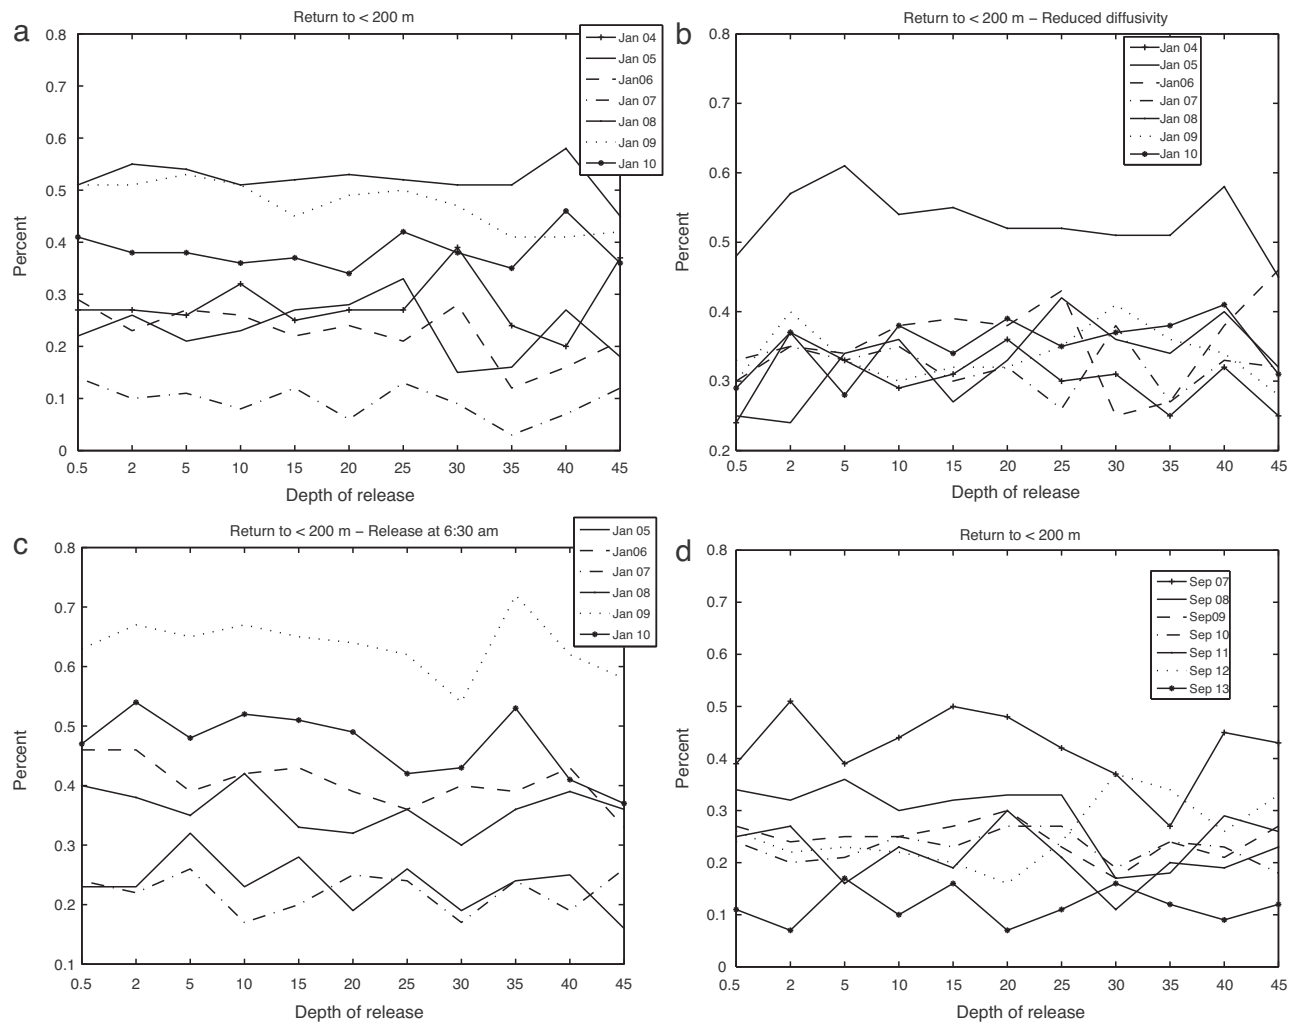 a
Return to < 200 m
0.8
0.7
0.6
0.5
0.4
0.3
0.2
0.1
0
Percent
0.5 2 5 10 15 20 25 30 35 40 45
Depth of release
Jan 04
Jan 05
Jan06
Jan 07
Jan 08
Jan 09
Jan 10
b
Return to < 200 m – Reduced diffusivity
0.8
0.7
0.6
0.5
0.4
0.3
0.2
Percent
0.5 2 5 10 15 20 25 30 35 40 45
Depth of release
Jan 04
Jan 05
Jan06
Jan 07
Jan 08
Jan 09
Jan 10
c
Return to < 200 m – Release at 6:30 am
0.8
0.7
0.6
0.5
0.4
0.3
0.2
0.1
Percent
0.5 2 5 10 15 20 25 30 35 40 45
Depth of release
Jan 05
Jan06
Jan 07
Jan 08
Jan 09
Jan 10
d
Return to < 200 m
0.8
0.7
0.6
0.5
0.4
0.3
0.2
0.1
0
Percent
0.5 2 5 10 15 20 25 30 35 40 45
Depth of release
Sep 07
Sep 08
Sep09
Sep 10
Sep 11
Sep 12
Sep 13